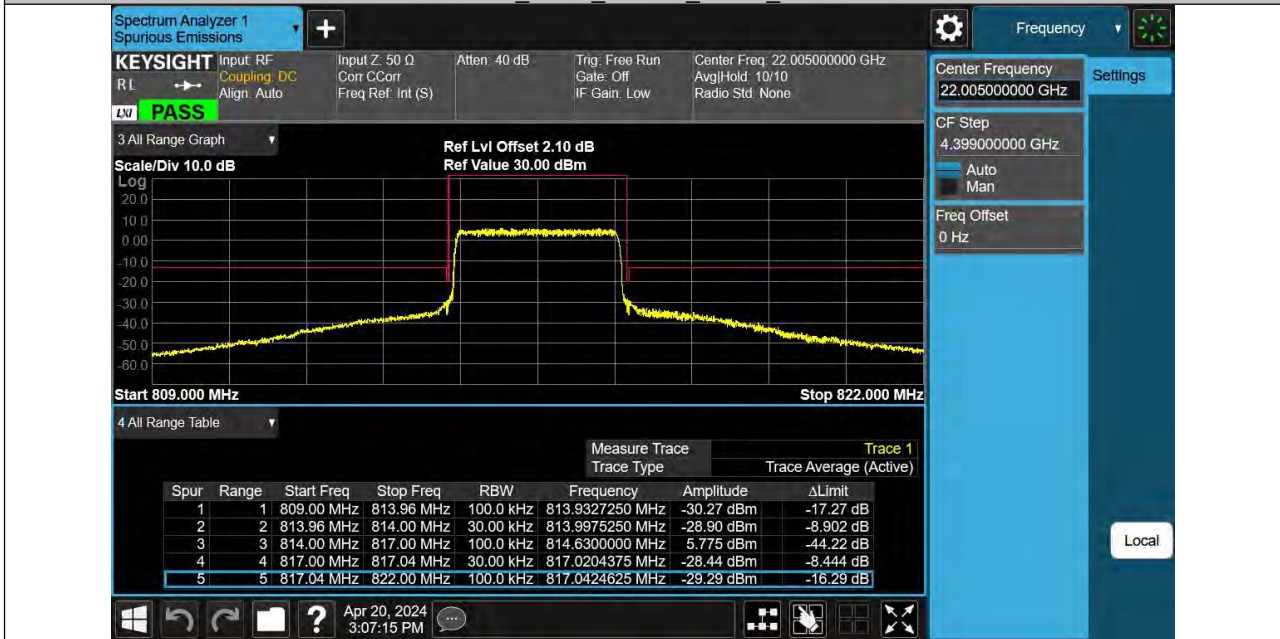 Spectrum Analyzer 1
Spurious Emissions
Frequency
KEYSIGHT Input: RF Input Z: 50 Ω Atten: 40 dB Trig: Free Run Center Freq: 22.005000000 GHz
RL Coupling: DC Corr CCorr Gate: Off Avg|Hold: 10/10
Align: Auto Freq Ref: Int (S) IF Gain: Low Radio Std: None
LXI PASS
Center Frequency
22.005000000 GHz
Settings
CF Step
4.399000000 GHz
Auto
Man
Freq Offset
0 Hz
3 All Range Graph
Ref Lvl Offset 2.10 dB
Scale/Div 10.0 dB Ref Value 30.00 dBm
Log
20.0
10.0
0.00
-10.0
-20.0
-30.0
-40.0
-50.0
-60.0
Start 809.000 MHz Stop 822.000 MHz
4 All Range Table
Measure Trace Trace 1
Trace Type Trace Average (Active)
Spur Range Start Freq Stop Freq RBW Frequency Amplitude ΔLimit
1 1 809.00 MHz 813.96 MHz 100.0 kHz 813.9327250 MHz -30.27 dBm -17.27 dB
2 2 813.96 MHz 814.00 MHz 30.00 kHz 813.9975250 MHz -28.90 dBm -8.902 dB
3 3 814.00 MHz 817.00 MHz 100.0 kHz 814.6300000 MHz 5.775 dBm -44.22 dB
4 4 817.00 MHz 817.04 MHz 30.00 kHz 817.0204375 MHz -28.44 dBm -8.444 dB
5 5 817.04 MHz 822.00 MHz 100.0 kHz 817.0424625 MHz -29.29 dBm -16.29 dB
Local
Apr 20, 2024
3:07:15 PM